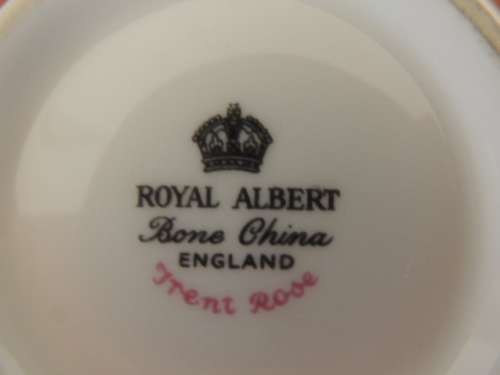 ROYAL ALBERT
Bone China
ENGLAND
Trent Rose